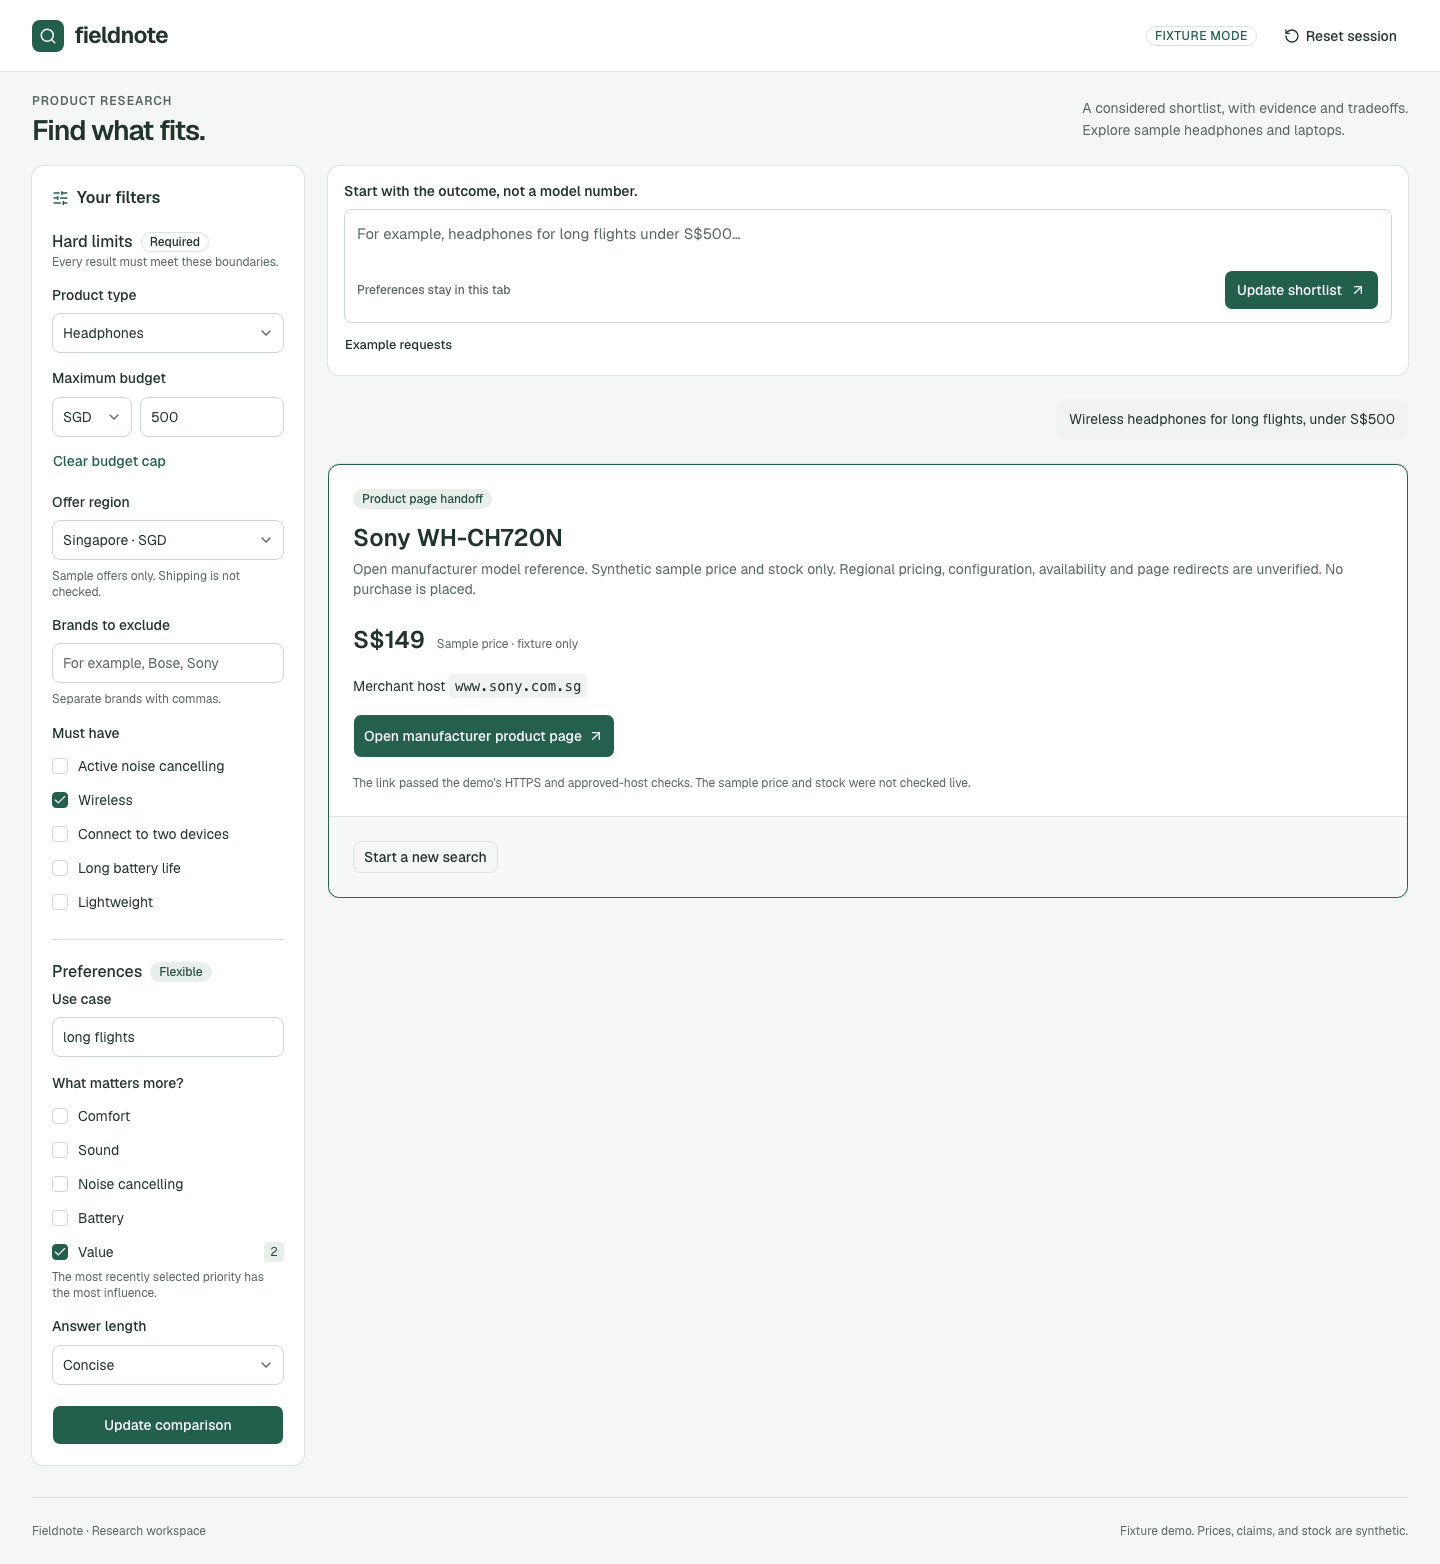 fieldnote
FIXTURE MODE
Reset session
PRODUCT RESEARCH
Find what fits.
A considered shortlist, with evidence and tradeoffs.
Explore sample headphones and laptops.
Your filters
Hard limits
Required
Every result must meet these boundaries.
Product type
Headphones
Maximum budget
SGD
500
Clear budget cap
Offer region
Singapore · SGD
Sample offers only. Shipping is not
checked.
Brands to exclude
For example, Bose, Sony
Separate brands with commas.
Must have
Active noise cancelling
Wireless
Connect to two devices
Long battery life
Lightweight
Preferences
Flexible
Use case
long flights
What matters more?
Comfort
Sound
Noise cancelling
Battery
Value
2
The most recently selected priority has
the most influence.
Answer length
Concise
Update comparison
Start with the outcome, not a model number.
For example, headphones for long flights under S$500…
Preferences stay in this tab
Update shortlist
Example requests
Wireless headphones for long flights, under S$500
Product page handoff
Sony WH-CH720N
Open manufacturer model reference. Synthetic sample price and stock only. Regional pricing, configuration, availability and page redirects are unverified. No
purchase is placed.
S$149
Sample price · fixture only
Merchant host www.sony.com.sg
Open manufacturer product page
The link passed the demo's HTTPS and approved-host checks. The sample price and stock were not checked live.
Start a new search
Fieldnote · Research workspace
Fixture demo. Prices, claims, and stock are synthetic.